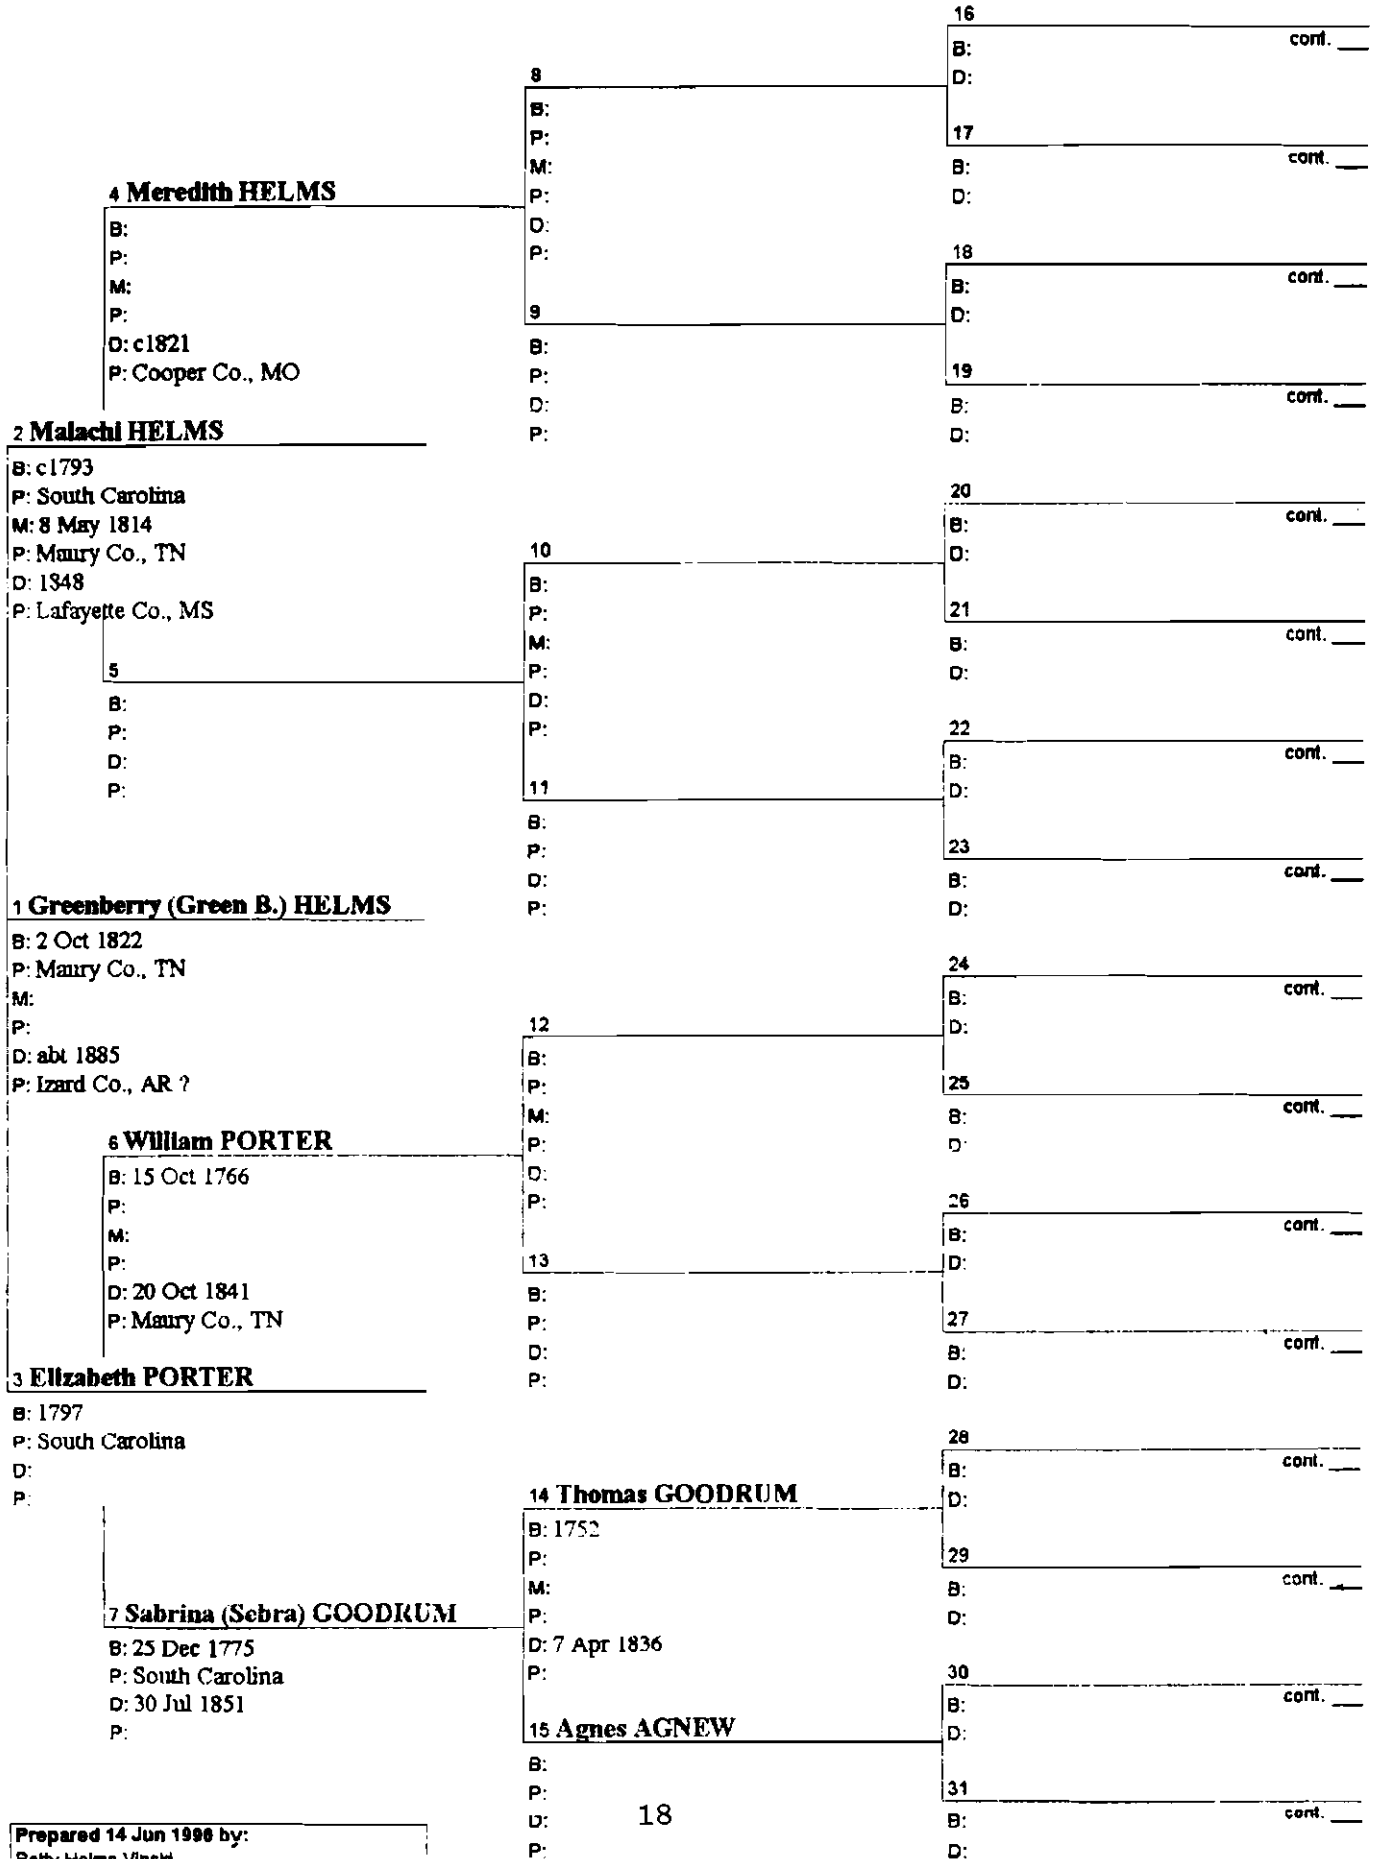 4 Meredith HELMS
B:
P:
M:
P:
D: c1821
P: Cooper Co., MO
2 Malachi HELMS
B: c1793
P: South Carolina
M: 8 May 1814
P: Maury Co., TN
D: 1848
P: Lafayette Co., MS
5
B:
P:
D:
P:
1 Greenberry (Green B.) HELMS
B: 2 Oct 1822
P: Maury Co., TN
M:
P:
D: abt 1885
P: Izard Co., AR ?
6 William PORTER
B: 15 Oct 1766
P:
M:
P:
D: 20 Oct 1841
P: Maury Co., TN
3 Elizabeth PORTER
B: 1797
P: South Carolina
D:
P:
7 Sabrina (Sebra) GOODRUM
B: 25 Dec 1775
P: South Carolina
D: 30 Jul 1851
P:
8
B:
P:
M:
P:
D:
P:
9
B:
P:
D:
P:
10
B:
P:
M:
P:
D:
P:
11
B:
P:
D:
P:
12
B:
P:
M:
P:
D:
P:
13
B:
P:
D:
P:
14 Thomas GOODRUM
B: 1752
P:
M:
P:
D: 7 Apr 1836
P:
15 Agnes AGNEW
B:
P:
D:
P:
16
cont.
B:
D:
17
cont.
B:
D:
18
cont.
B:
D:
19
cont.
B:
D:
20
cont.
B:
D:
21
cont.
B:
D:
22
cont.
B:
D:
23
cont.
B:
D:
24
cont.
B:
D:
25
cont.
B:
D:
26
cont.
B:
D:
27
cont.
B:
D:
28
cont.
B:
D:
29
cont.
B:
D:
30
cont.
B:
D:
31
cont.
B:
D:
Prepared 14 Jun 1996 by:
Betty Helms
18